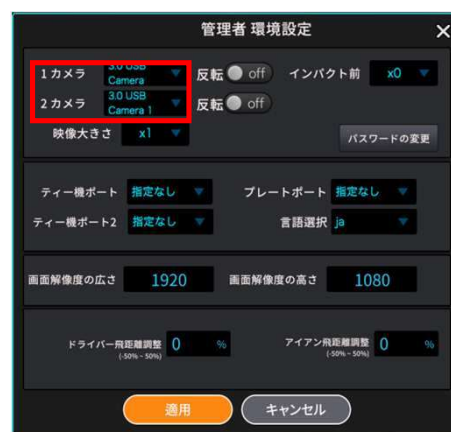 管理者 環境設定 ×
1カメラ 3.0 USB Camera 反転 off インパクト前 x0
2カメラ 3.0 USB Camera 1 反転 off
映像大きさ x1 パスワードの変更
ティー機ポート 指定なし プレートポート 指定なし
ティー機ポート2 指定なし 言語選択 ja
画面解像度の広さ 1920 画面解像度の高さ 1080
ドライバー飛距離調整 0 % アイアン飛距離調整 0 %
(-50% ~ 50%) (-50% ~ 50%)
適用 キャンセル